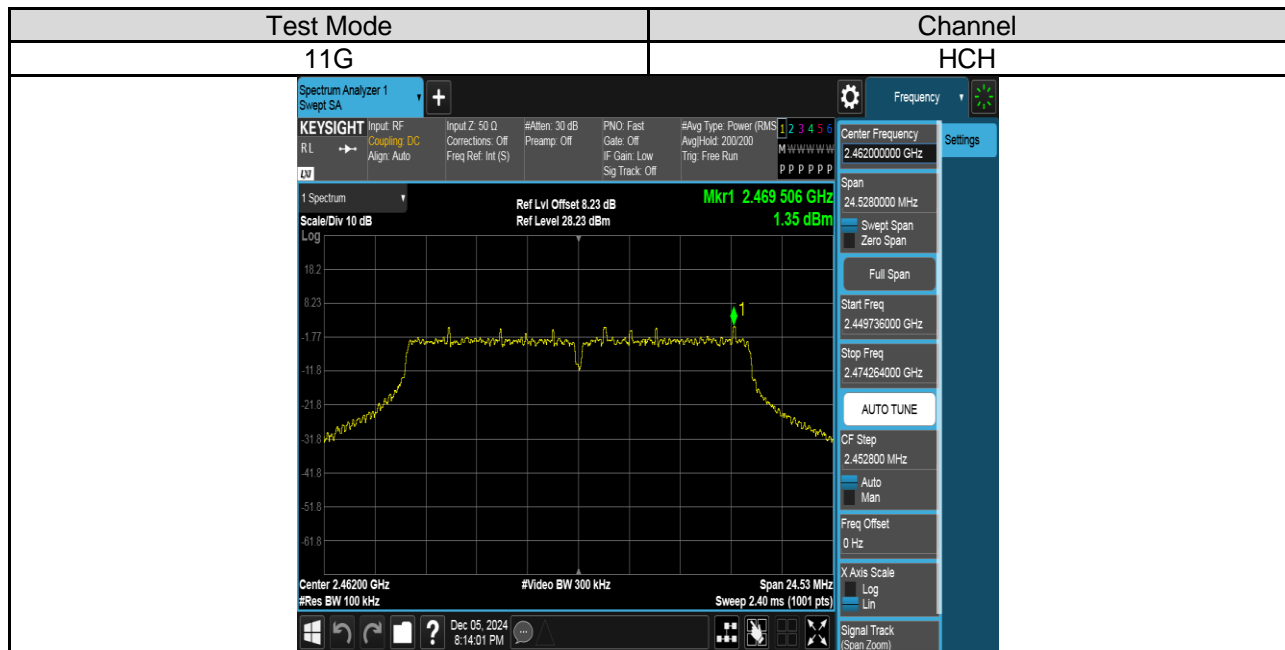 Test Mode
Channel
11G
HCH
Spectrum Analyzer 1
Swept SA
+
Frequency
KEYSIGHT
RL
LXI
Input: RF
Coupling: DC
Align: Auto
Input Z: 50 Ω
Corrections: Off
Freq Ref: Int (S)
#Atten: 30 dB
Preamp: Off
PNO: Fast
Gate: Off
IF Gain: Low
Sig Track: Off
#Avg Type: Power (RMS
Avg|Hold: 200/200
Trig: Free Run
1 2 3 4 5 6
M W W W W W
P P P P P P
Center Frequency
2.462000000 GHz
Settings
1 Spectrum
Scale/Div 10 dB
Ref Lvl Offset 8.23 dB
Ref Level 28.23 dBm
Mkr1 2.469 506 GHz
1.35 dBm
Span
24.5280000 MHz
Swept Span
Zero Span
Full Span
Start Freq
2.449736000 GHz
Stop Freq
2.474264000 GHz
AUTO TUNE
CF Step
2.452800 MHz
Auto
Man
Freq Offset
0 Hz
X Axis Scale
Log
Lin
Signal Track
(Span Zoom)
Log
18.2
8.23
-1.77
-11.8
-21.8
-31.8
-41.8
-51.8
-61.8
1
Center 2.46200 GHz
#Res BW 100 kHz
#Video BW 300 kHz
Span 24.53 MHz
Sweep 2.40 ms (1001 pts)
?
Dec 05, 2024
8:14:01 PM